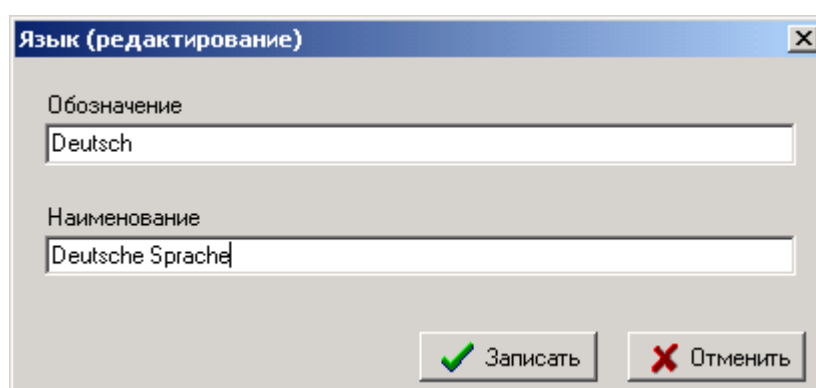 Язык (редактирование)
Обозначение
Deutsch
Наименование
Deutsche Sprache
Записать Отменить